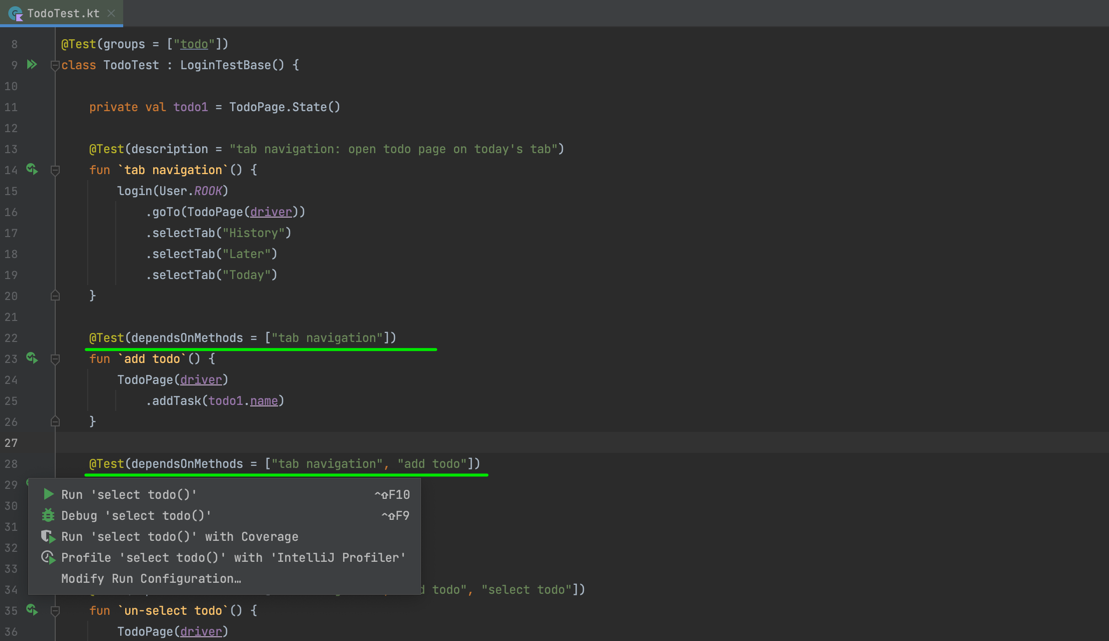 TodoTest.kt
8 @Test(groups = ["todo"])
9 class TodoTest : LoginTestBase() {
10
11 private val todo1 = TodoPage.State()
12
13 @Test(description = "tab navigation: open todo page on today's tab")
14 fun `tab navigation`() {
15 login(User.ROOK)
16 .goTo(TodoPage(driver))
17 .selectTab("History")
18 .selectTab("Later")
19 .selectTab("Today")
20 }
21
22 @Test(dependsOnMethods = ["tab navigation"])
23 fun `add todo`() {
24 TodoPage(driver)
25 .addTask(todo1.name)
26 }
27
28 @Test(dependsOnMethods = ["tab navigation", "add todo"])
29
Run 'select todo()' ^⇧F10
30
Debug 'select todo()' ^⇧F9
31
Run 'select todo()' with Coverage
32
Profile 'select todo()' with 'IntelliJ Profiler'
33
Modify Run Configuration…
34 dd todo", "select todo"])
35 fun `un-select todo`() {
36 TodoPage(driver)